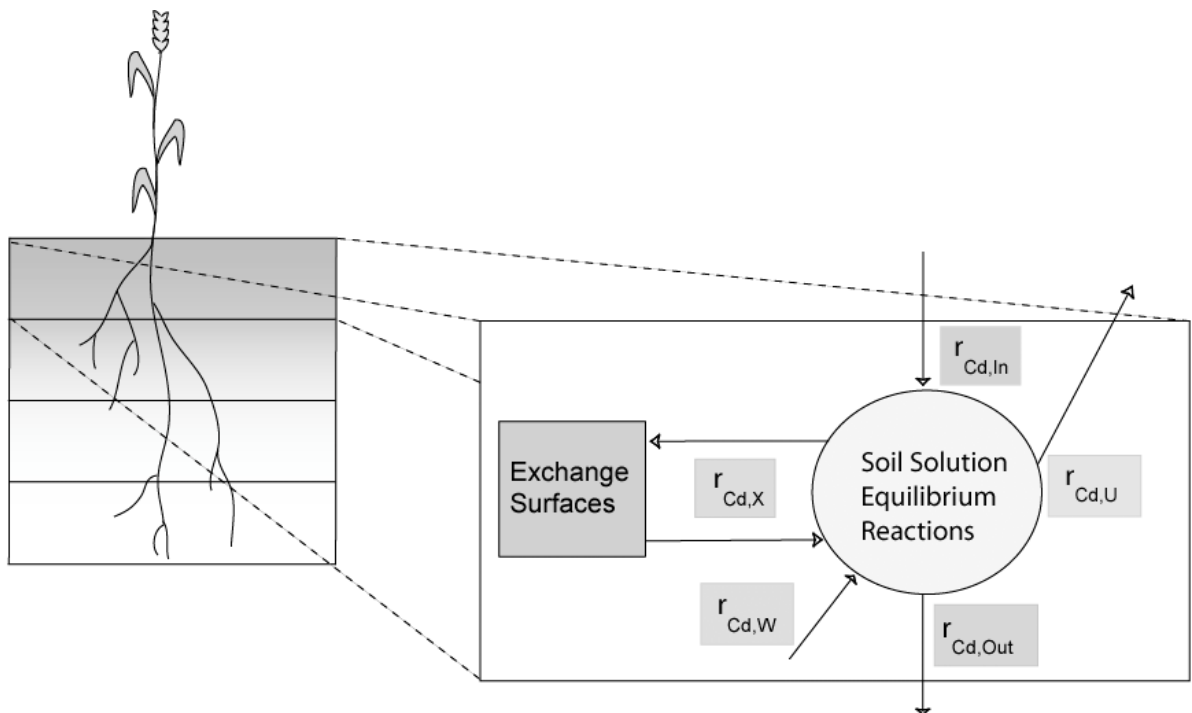 r Cd,In
Exchange
Surfaces
r Cd,X
Soil Solution
Equilibrium
Reactions
r Cd,U
r Cd,W
r Cd,Out